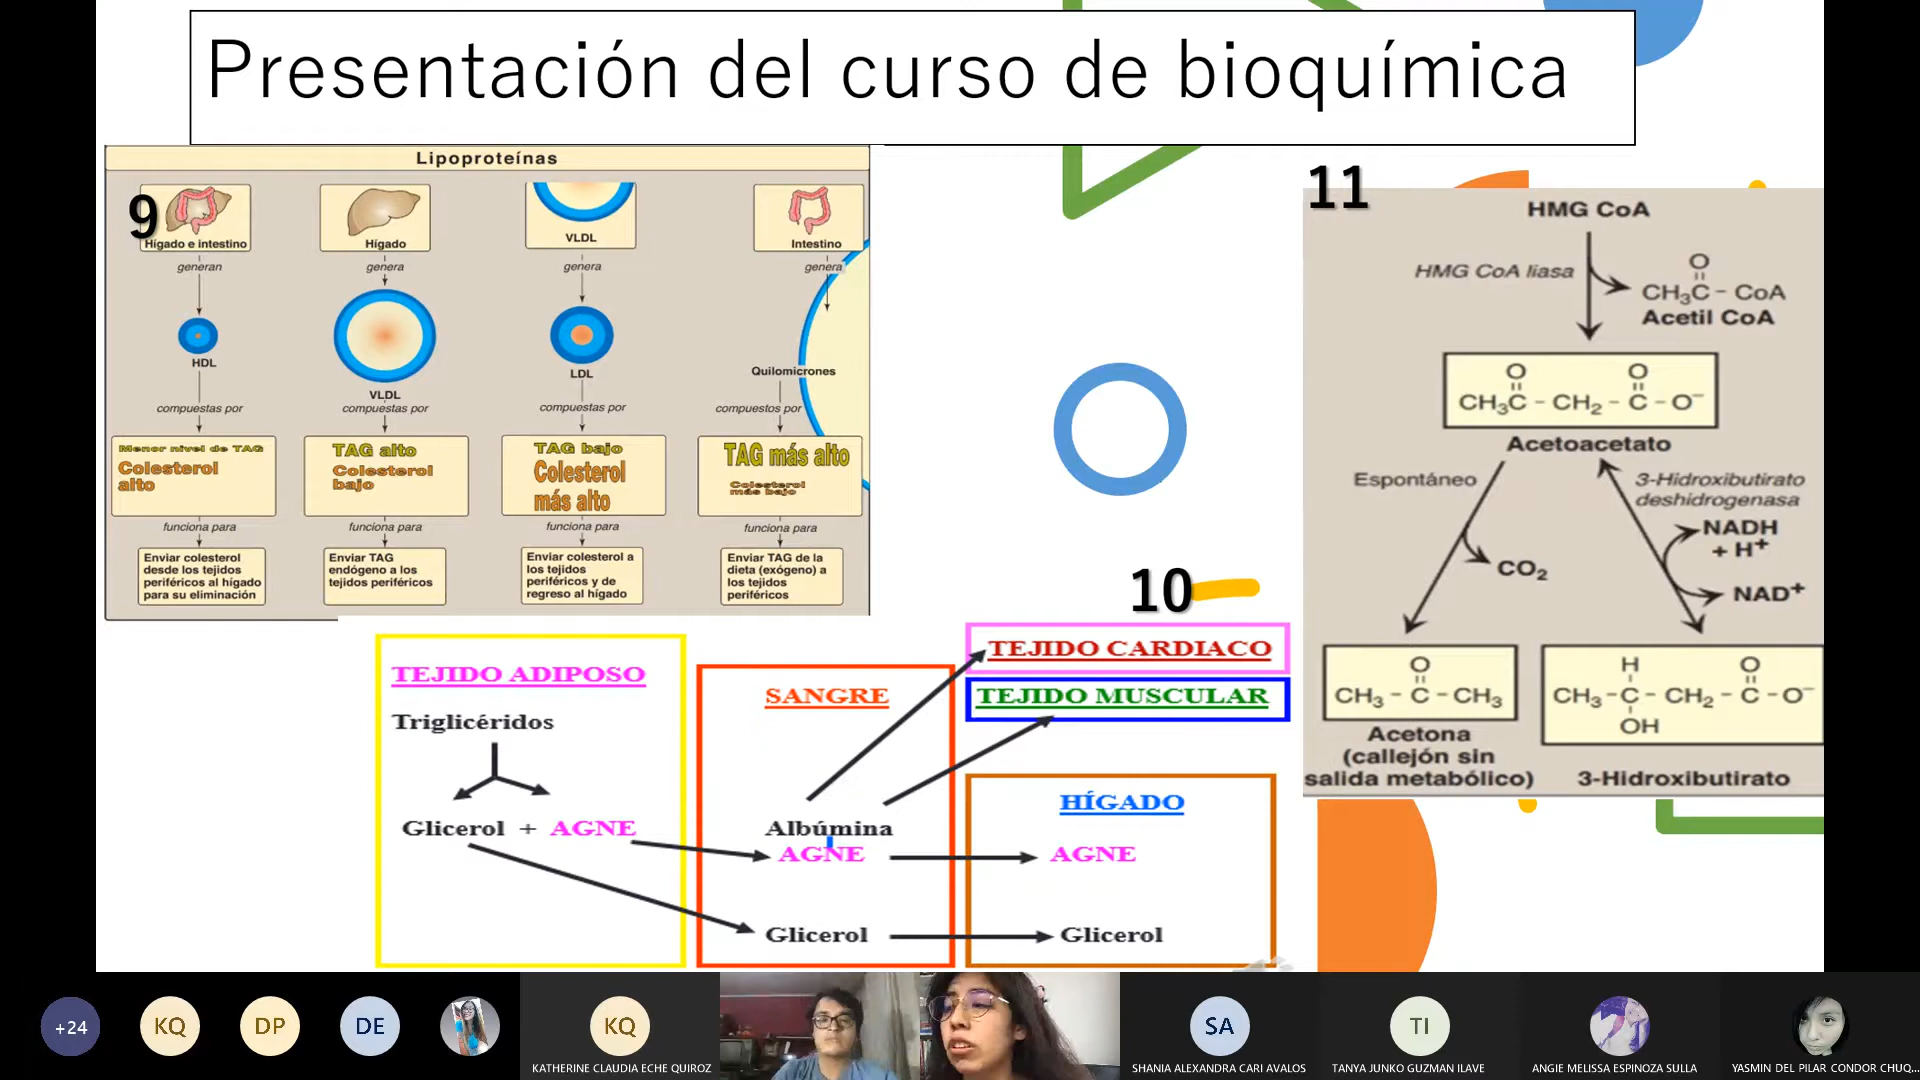 Presentación del curso de bioquímica
Lipoproteínas
9
Hígado e intestino
generan
HDL
compuestas por
Menor nivel de TAG
Colesterol
alto
funciona para
Enviar colesterol
desde los tejidos
periféricos al hígado
para su eliminación
Hígado
genera
VLDL
compuestas por
TAG alto
Colesterol
bajo
funciona para
Enviar TAG
endógeno a los
tejidos periféricos
VLDL
genera
LDL
compuestas por
TAG bajo
Colesterol
más alto
funciona para
Enviar colesterol a
los tejidos
periféricos y de
regreso al hígado
Intestino
genera
Quilomicrones
compuestos por
TAG más alto
Colesterol
más bajo
funciona para
Enviar TAG de la
dieta (exógeno) a
los tejidos
periféricos
10
TEJIDO ADIPOSO
Triglicéridos
Glicerol + AGNE
SANGRE
Albúmina
AGNE
Glicerol
TEJIDO CARDIACO
TEJIDO MUSCULAR
HÍGADO
AGNE
Glicerol
11
HMG CoA
HMG CoA liasa
O
CH₃C - CoA
Acetil CoA
O O
CH₃C - CH₂ - C - O⁻
Acetoacetato
Espontáneo
CO₂
3-Hidroxibutirato
deshidrogenasa
NADH
+ H⁺
NAD⁺
O
CH₃ - C - CH₃
Acetona
(callejón sin
salida metabólico)
H O
CH₃ - C - CH₂ - C - O⁻
OH
3-Hidroxibutirato
+24
KQ
DP
DE
KQ
KATHERINE CLAUDIA ECHE QUIROZ
SA
SHANIA ALEXANDRA CARI AVALOS
TI
TANYA JUNKO GUZMAN ILAVE
ANGIE MELISSA ESPINOZA SULLA
YASMIN DEL PILAR CONDOR CHUQ...